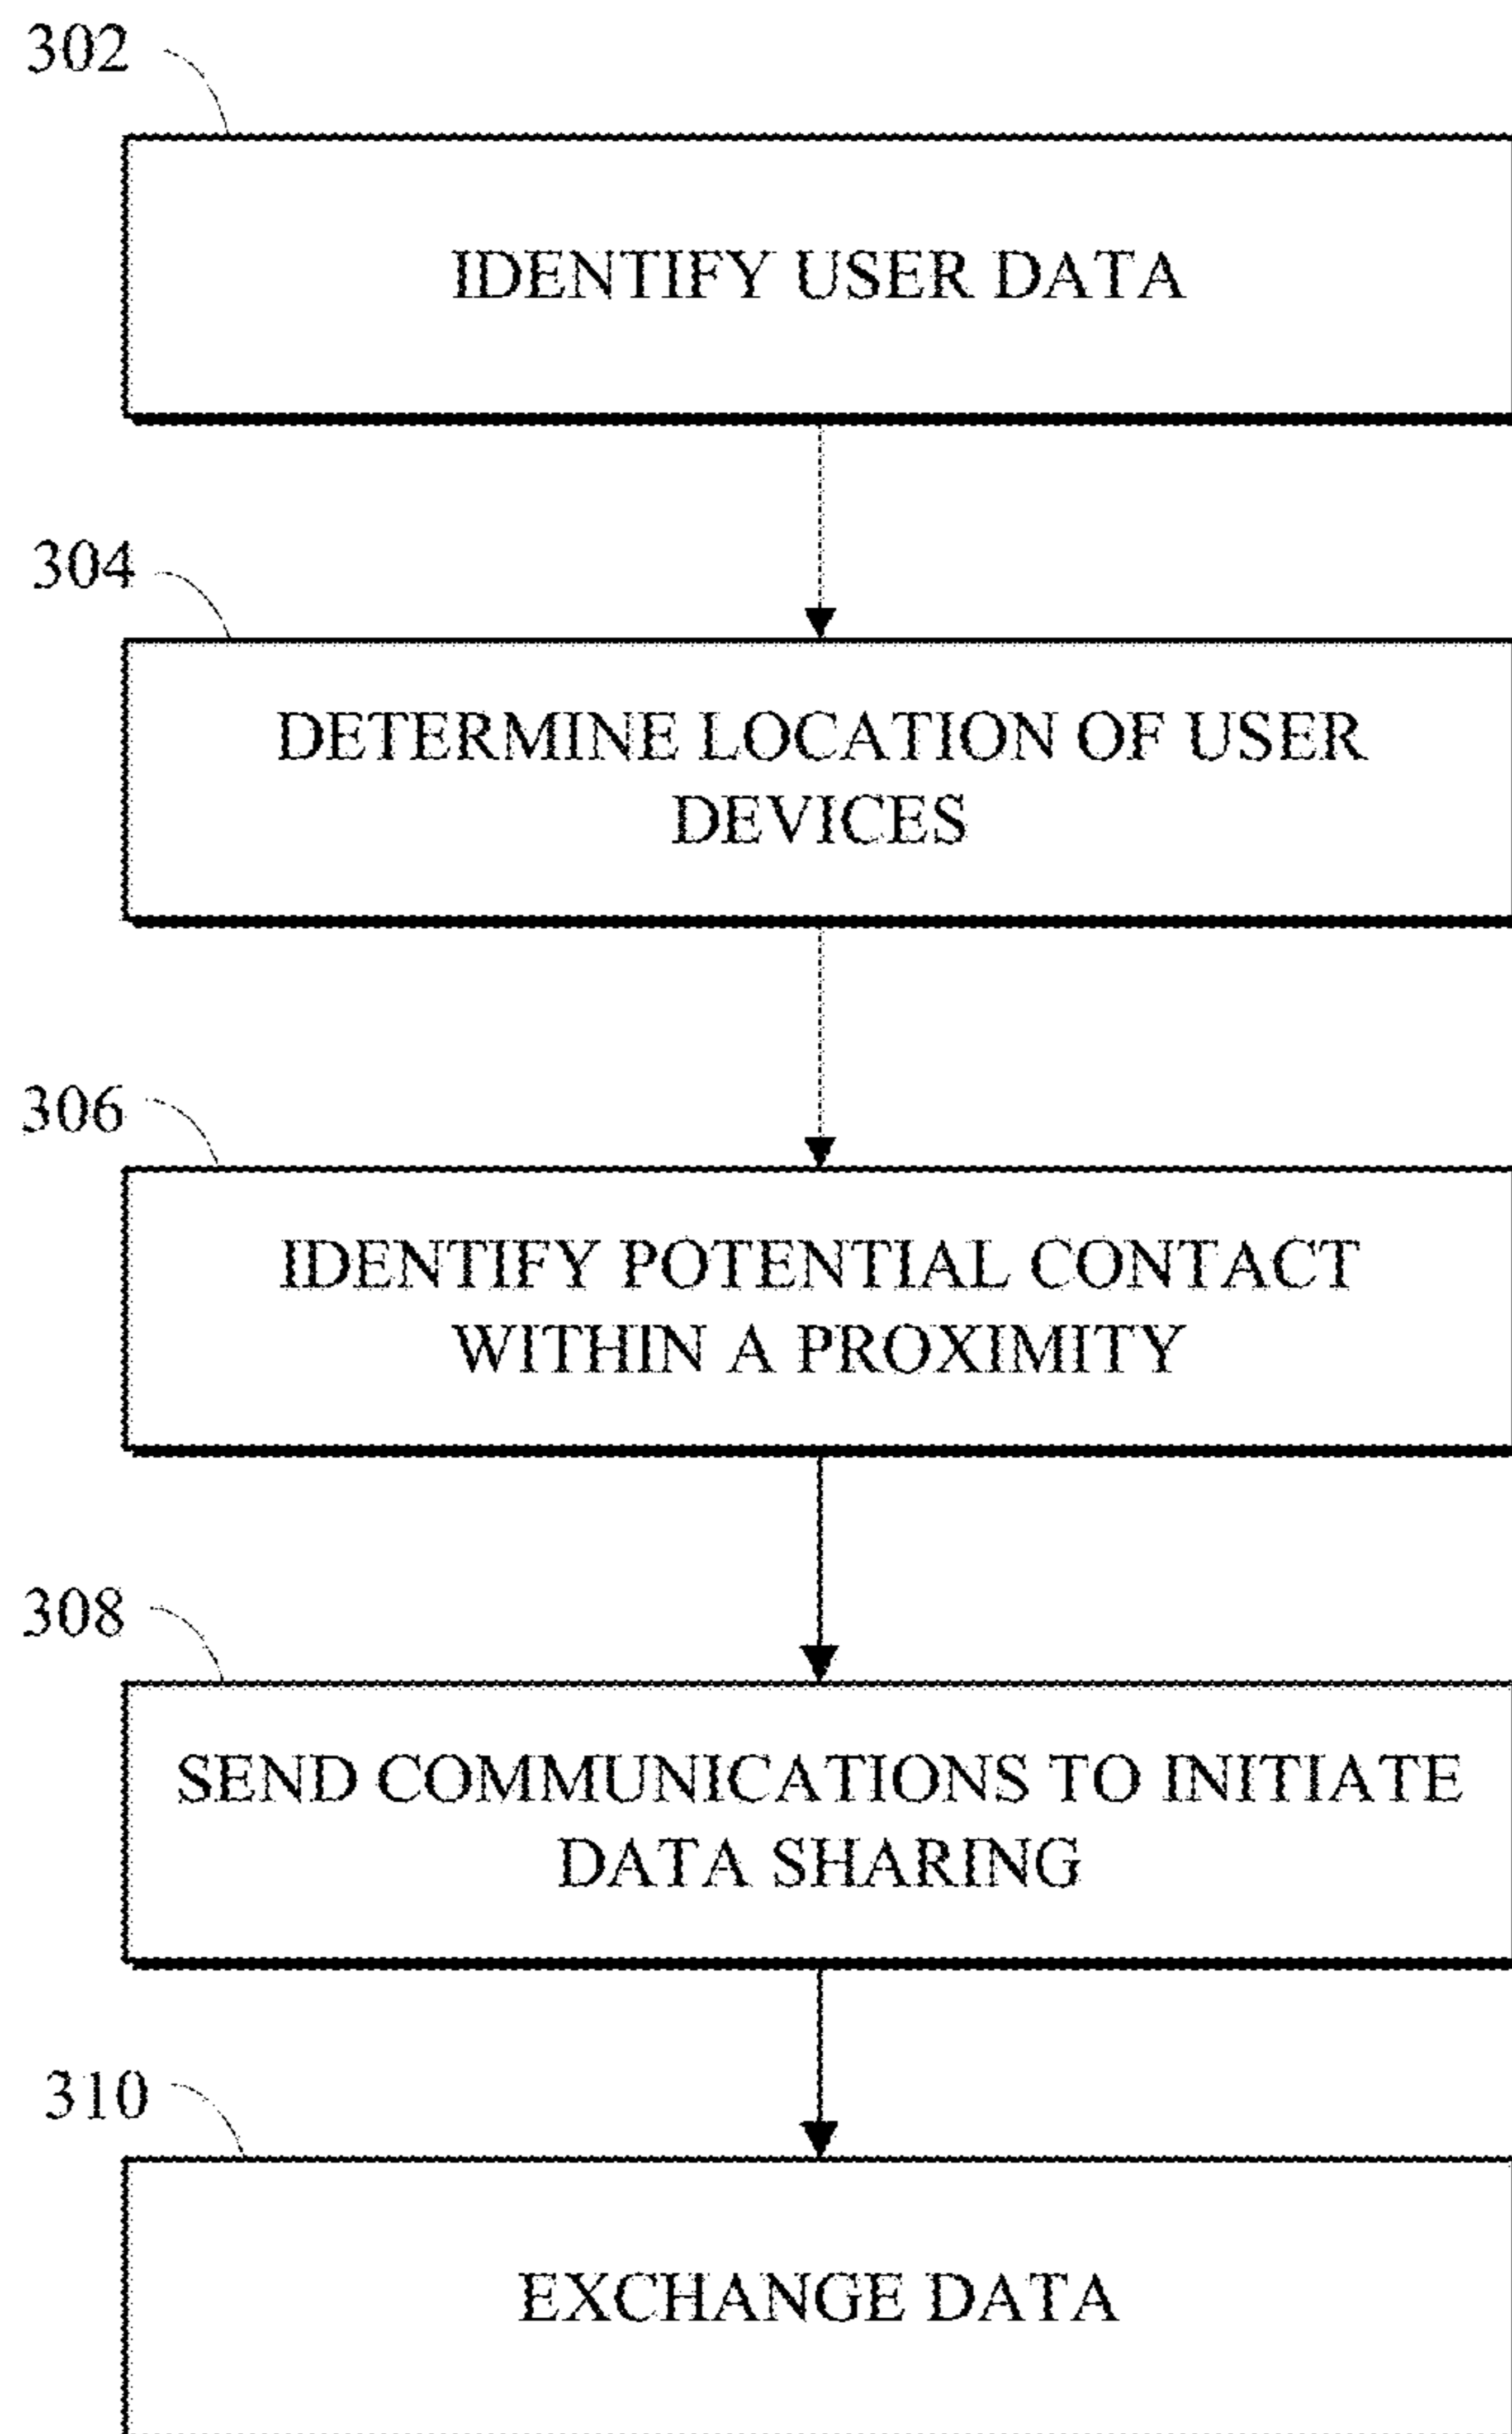 302
IDENTIFY USER DATA
304
DETERMINE LOCATION OF USER
DEVICES
306
IDENTIFY POTENTIAL CONTACT
WITHIN A PROXIMITY
308
SEND COMMUNICATIONS TO INITIATE
DATA SHARING
310
EXCHANGE DATA